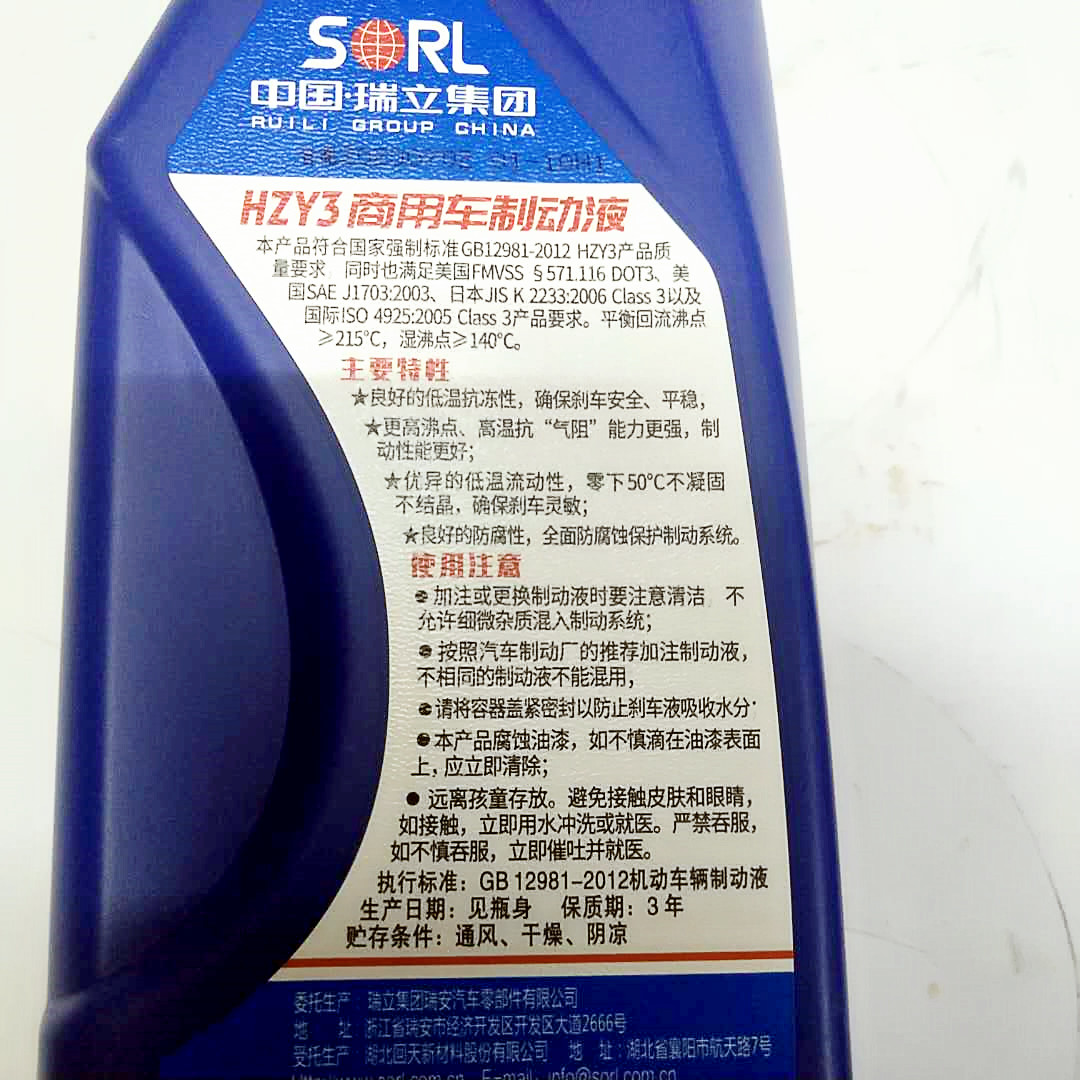 SORL
中国·瑞立集团
RUILI GROUP CHINA
HZY3 商用车制动液
本产品符合国家强制标准GB12981-2012 HZY3产品质
量要求，同时也满足美国FMVSS §571.116 DOT3、美
国SAE J1703:2003、日本JIS K 2233:2006 Class 3以及
国际ISO 4925:2005 Class 3产品要求。平衡回流沸点
≥215℃，湿沸点≥140℃。
主要特性
★良好的低温抗冻性，确保刹车安全、平稳，
★更高沸点、高温抗“气阻”能力更强，制
动性能更好；
★优异的低温流动性，零下50℃不凝固
不结晶，确保刹车灵敏；
★良好的防腐性，全面防腐蚀保护制动系统。
使用注意
●加注或更换制动液时要注意清洁，不
允许细微杂质混入制动系统；
●按照汽车制动厂的推荐加注制动液，
不相同的制动液不能混用，
●请将容器盖紧密封以防止刹车液吸收水分
●本产品腐蚀油漆，如不慎滴在油漆表面
上，应立即清除；
●远离孩童存放。避免接触皮肤和眼睛，
如接触，立即用水冲洗或就医。严禁吞服，
如不慎吞服，立即催吐并就医。
执行标准：GB 12981-2012机动车辆制动液
生产日期：见瓶身 保质期：3年
贮存条件：通风、干燥、阴凉
委托生产：瑞立集团瑞安汽车零部件有限公司
地 址：浙江省瑞安市经济开发区开发区大道2666号
受托生产：湖北回天新材料股份有限公司 地 址：湖北省襄阳市航天路7号
Http://www.sorl.com.cn E-mail: info@sorl.com.cn